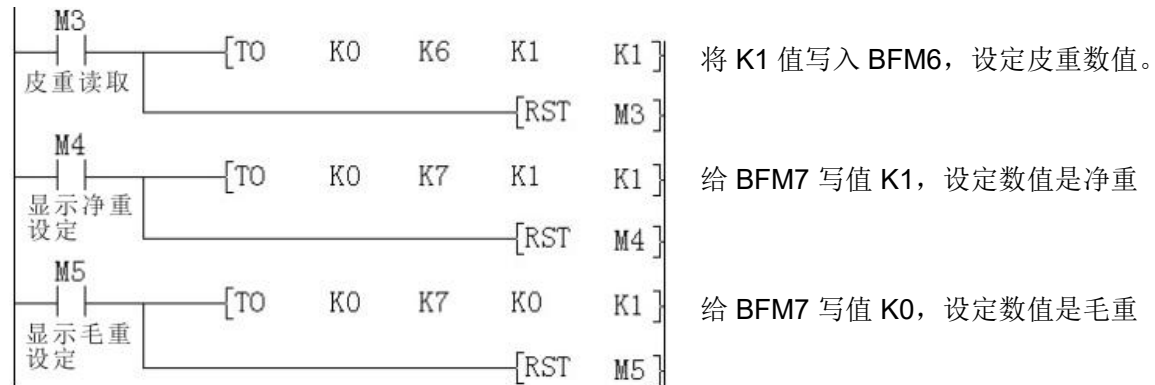 M3
[TO K0 K6 K1 K1] 将 K1 值写入 BFM6，设定皮重数值。
皮重读取
[RST M3]
M4
[TO K0 K7 K1 K1] 给 BFM7 写值 K1，设定数值是净重
显示净重
设定
[RST M4]
M5
[TO K0 K7 K0 K1] 给 BFM7 写值 K0，设定数值是毛重
显示毛重
设定
[RST M5]